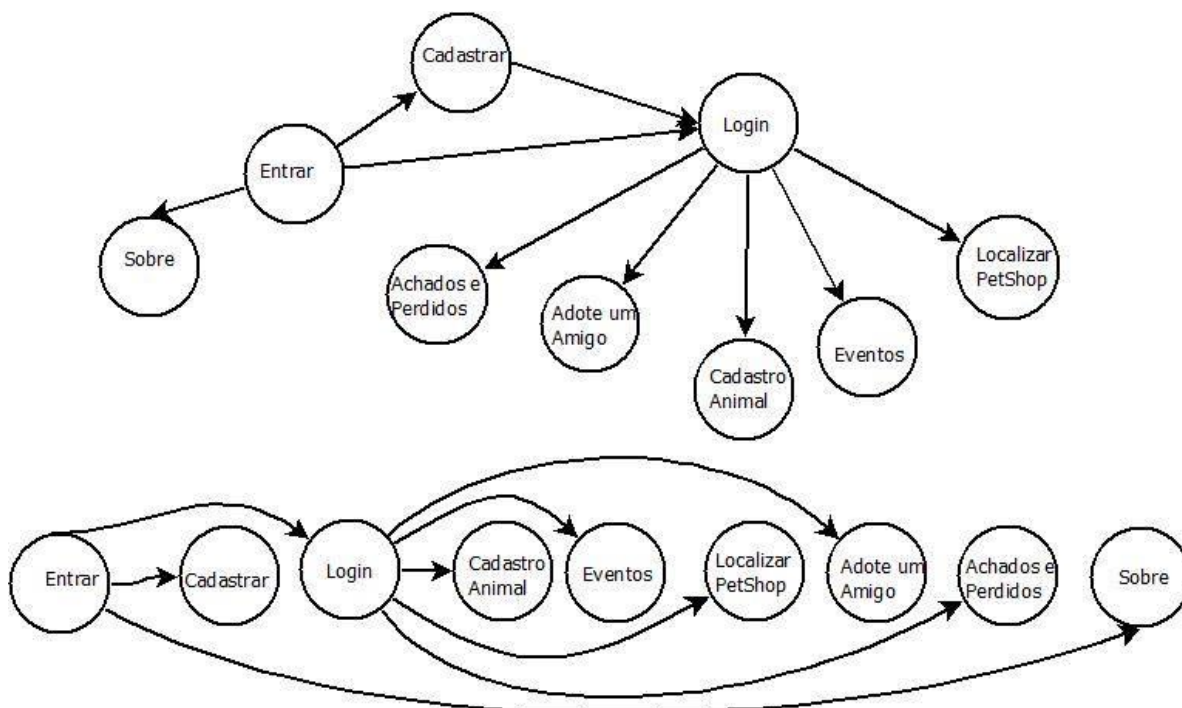 Cadastrar
Login
Entrar
Sobre
Achados e
Perdidos
Adote um
Amigo
Cadastro
Animal
Eventos
Localizar
PetShop
Entrar
Cadastrar
Login
Cadastro
Animal
Eventos
Localizar
PetShop
Adote um
Amigo
Achados e
Perdidos
Sobre